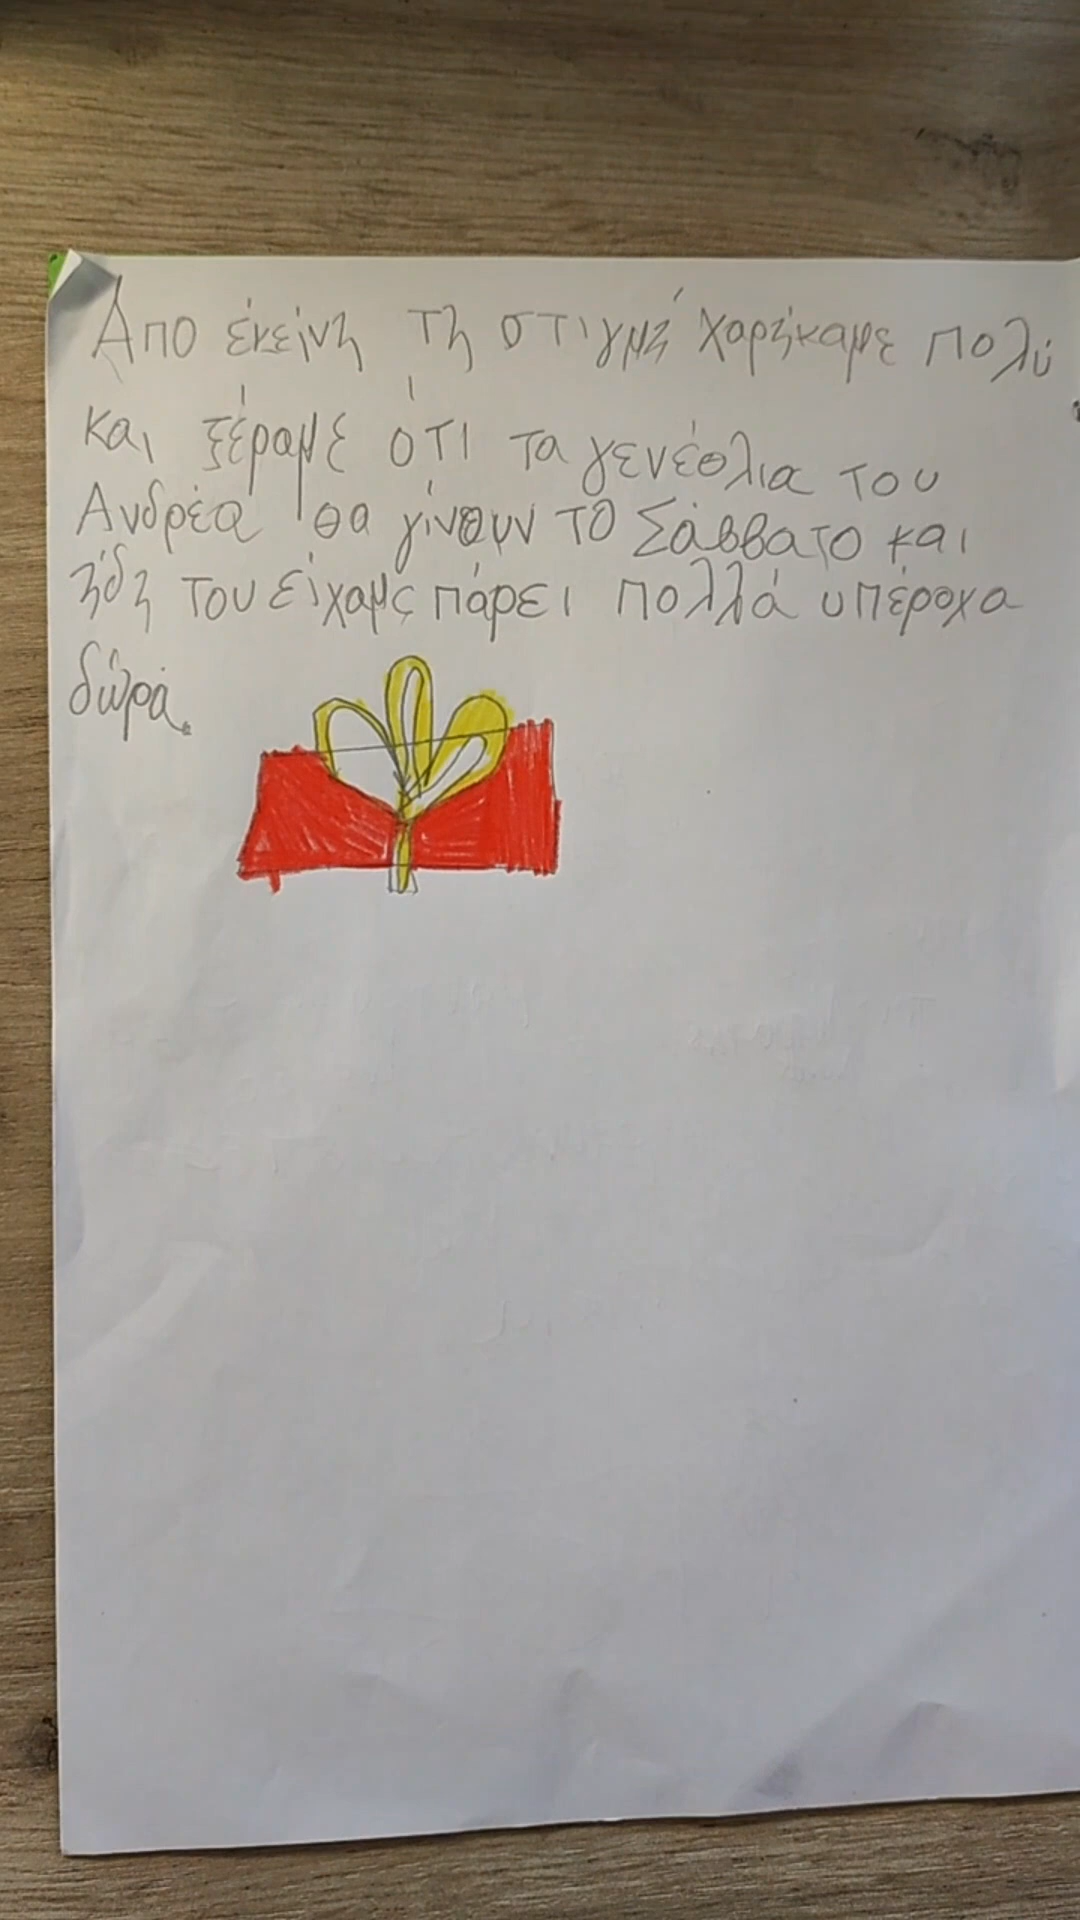 Απο έκείνη τη στιγμή χαρήκαμε πολύ
και ξέραμε ότι τα γενέθλια του
Ανδρέα θα γίνουν το Σάββατο και
ήδη του είχαμε πάρει πολλά υπέροχα
δώρα.